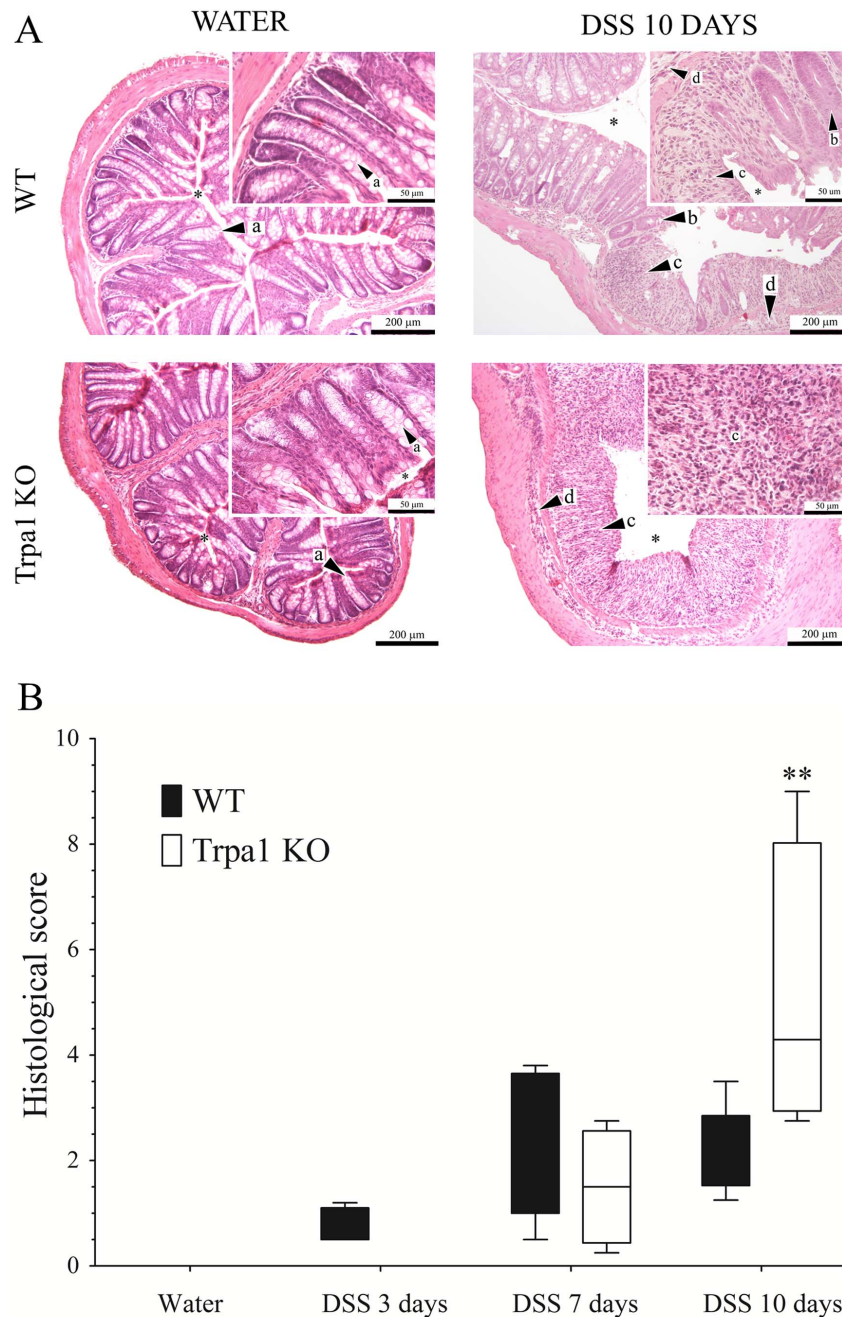 A
WATER
DSS 10 DAYS
WT
a
50 µm
*
a
200 µm
d
b
c
*
50 um
*
b
c
d
200 µm
Trpa1 KO
a
*
50 µm
*
a
200 µm
c
50 µm
d
c
*
200 µm
B
Histological score
10
8
6
4
2
0
WT
Trpa1 KO
**
Water
DSS 3 days
DSS 7 days
DSS 10 days